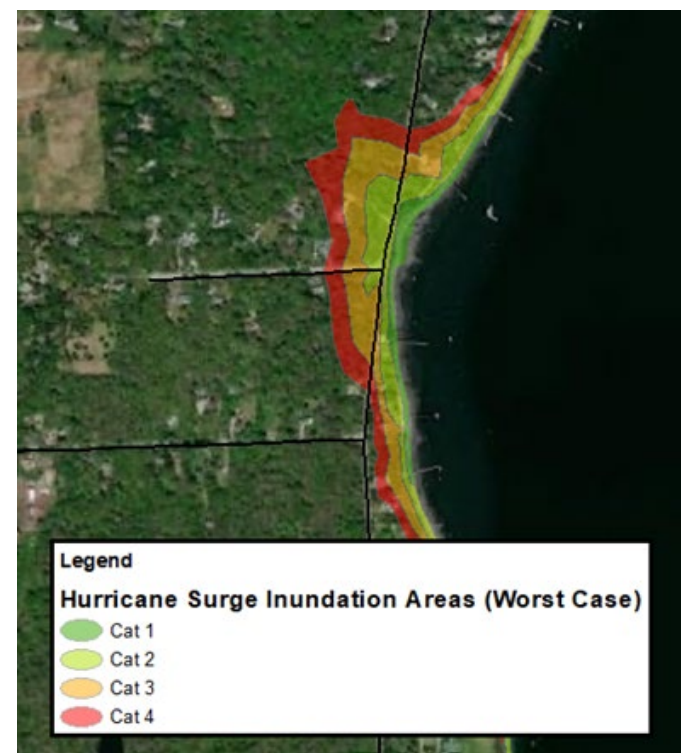 Legend
Hurricane Surge Inundation Areas (Worst Case)
Cat 1
Cat 2
Cat 3
Cat 4